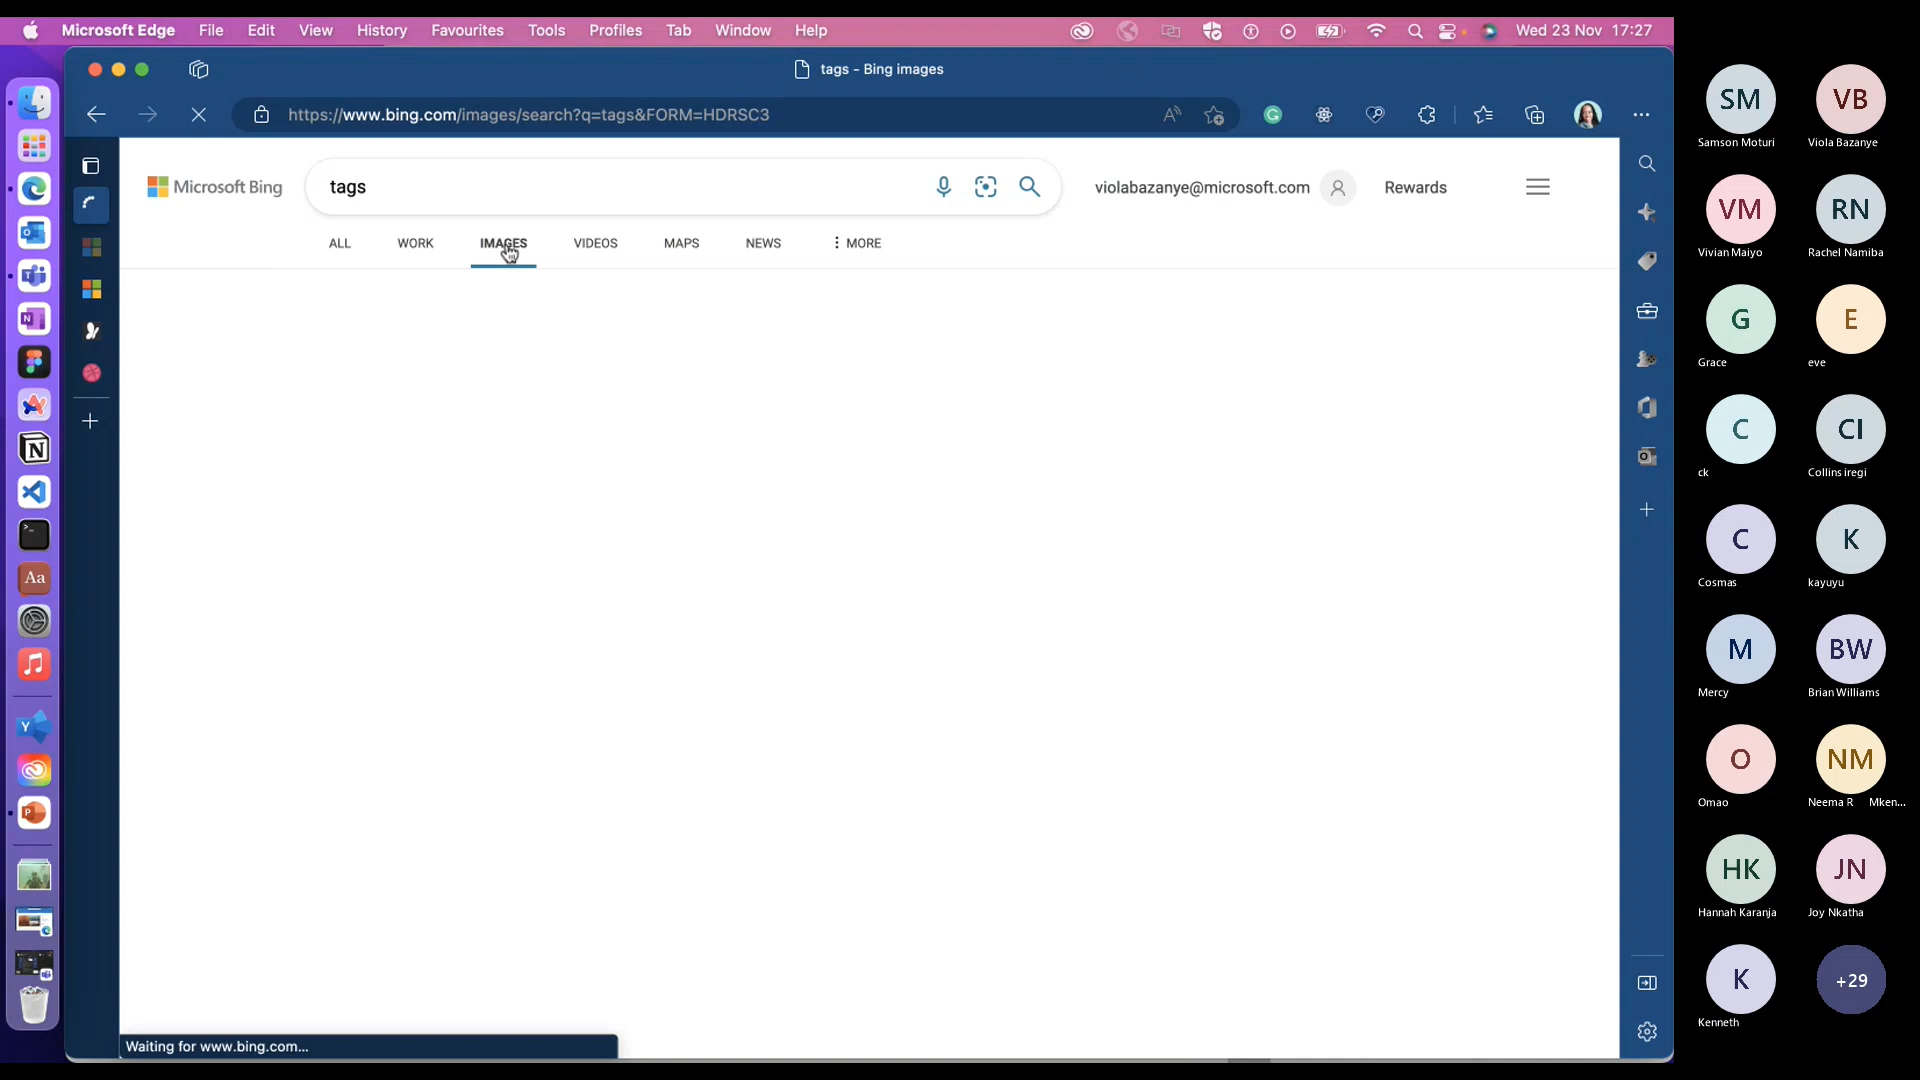 Microsoft Edge File Edit View History Favourites Tools Profiles Tab Window Help Wed 23 Nov 17:27
tags - Bing images
https://www.bing.com/images/search?q=tags&FORM=HDRSC3
Microsoft Bing tags violabazanye@microsoft.com Rewards
ALL WORK IMAGES VIDEOS MAPS NEWS MORE
Waiting for www.bing.com...
SM VB
Samson Moturi Viola Bazanye
VM RN
Vivian Maiyo Rachel Namiba
G E
Grace eve
C CI
ck Collins iregi
C K
Cosmas kayuyu
M BW
Mercy Brian Williams
O NM
Omao Neema R Mken...
HK JN
Hannah Karanja Joy Nkatha
K +29
Kenneth
N
Aa
Y
P